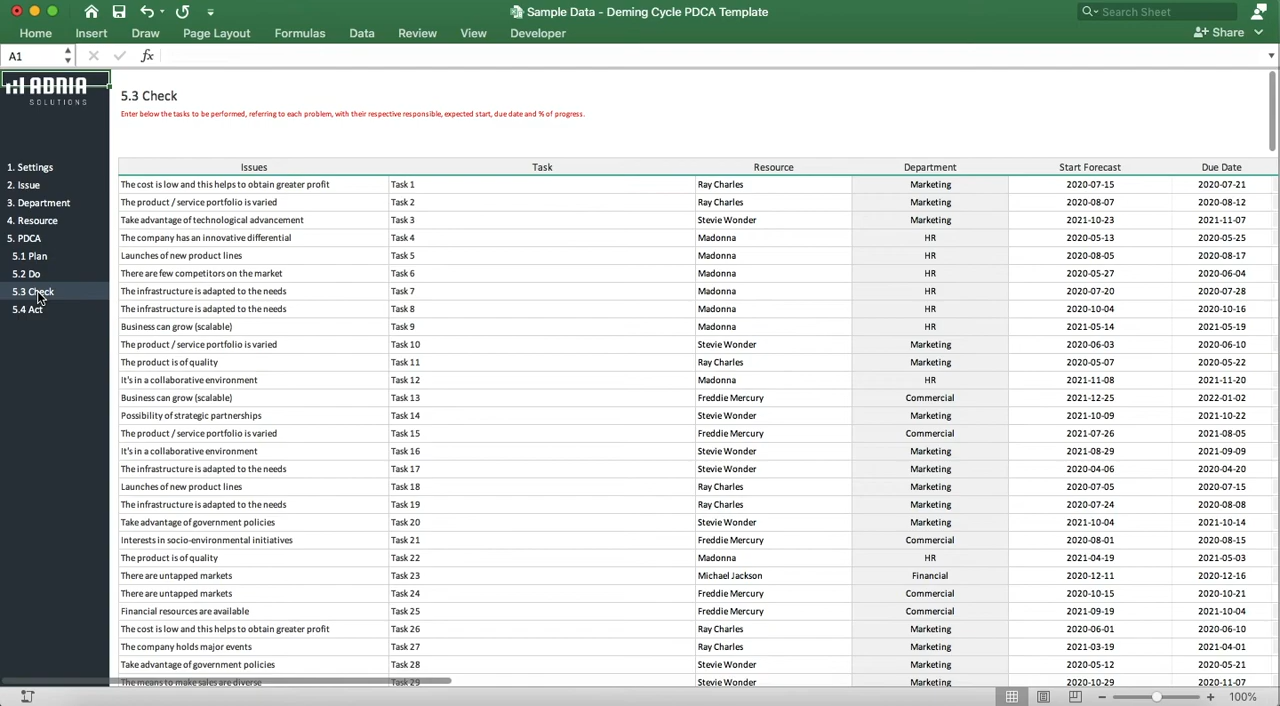 Sample Data - Deming Cycle PDCA Template
Search Sheet
Home Insert Draw Page Layout Formulas Data Review View Developer
Share
A1 fx
ADNIA
SOLUTIONS
1. Settings
2. Issue
3. Department
4. Resource
5. PDCA
5.1 Plan
5.2 Do
5.3 Check
5.4 Act
5.3 Check
Enter below the tasks to be performed, referring to each problem, with their respective responsible, expected start, due date and % of progress.
Issues Task Resource Department Start Forecast Due Date
The cost is low and this helps to obtain greater profit Task 1 Ray Charles Marketing 2020-07-15 2020-07-21
The product / service portfolio is varied Task 2 Ray Charles Marketing 2020-08-07 2020-08-12
Take advantage of technological advancement Task 3 Stevie Wonder Marketing 2021-10-23 2021-11-07
The company has an innovative differential Task 4 Madonna HR 2020-05-13 2020-05-25
Launches of new product lines Task 5 Madonna HR 2020-08-05 2020-08-17
There are few competitors on the market Task 6 Madonna HR 2020-05-27 2020-06-04
The infrastructure is adapted to the needs Task 7 Madonna HR 2020-07-20 2020-07-28
The infrastructure is adapted to the needs Task 8 Madonna HR 2020-10-04 2020-10-16
Business can grow (scalable) Task 9 Madonna HR 2021-05-14 2021-05-19
The product / service portfolio is varied Task 10 Stevie Wonder Marketing 2020-06-03 2020-06-10
The product is of quality Task 11 Ray Charles Marketing 2020-05-07 2020-05-22
It's in a collaborative environment Task 12 Madonna HR 2021-11-08 2021-11-20
Business can grow (scalable) Task 13 Freddie Mercury Commercial 2021-12-25 2022-01-02
Possibility of strategic partnerships Task 14 Stevie Wonder Marketing 2021-10-09 2021-10-22
The product / service portfolio is varied Task 15 Freddie Mercury Commercial 2021-07-26 2021-08-05
It's in a collaborative environment Task 16 Stevie Wonder Marketing 2021-08-29 2021-09-09
The infrastructure is adapted to the needs Task 17 Stevie Wonder Marketing 2020-04-06 2020-04-20
Launches of new product lines Task 18 Ray Charles Marketing 2020-07-05 2020-07-15
The infrastructure is adapted to the needs Task 19 Ray Charles Marketing 2020-07-24 2020-08-08
Take advantage of government policies Task 20 Stevie Wonder Marketing 2021-10-04 2021-10-14
Interests in socio-environmental initiatives Task 21 Freddie Mercury Commercial 2020-08-01 2020-08-15
The product is of quality Task 22 Madonna HR 2021-04-19 2021-05-03
There are untapped markets Task 23 Michael Jackson Financial 2020-12-11 2020-12-16
There are untapped markets Task 24 Freddie Mercury Commercial 2020-10-15 2020-10-21
Financial resources are available Task 25 Freddie Mercury Commercial 2021-09-19 2021-10-04
The cost is low and this helps to obtain greater profit Task 26 Ray Charles Marketing 2020-06-01 2020-06-10
The company holds major events Task 27 Ray Charles Marketing 2021-03-19 2021-04-01
Take advantage of government policies Task 28 Stevie Wonder Marketing 2020-05-12 2020-05-21
The means to make sales are diverse Task 29 Stevie Wonder Marketing 2020-10-29 2020-11-07
100%